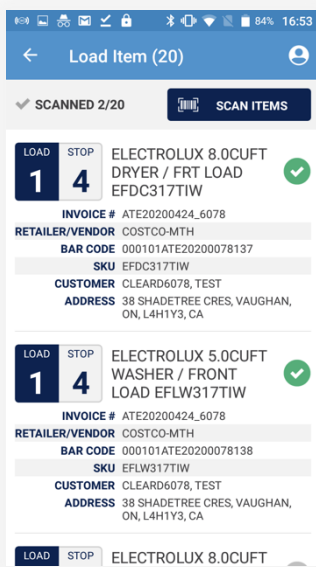 84% 16:53
Load Item (20)
SCANNED 2/20
SCAN ITEMS
LOAD STOP
1 4
ELECTROLUX 8.0CUFT
DRYER / FRT LOAD
EFDC317TIW
INVOICE # ATE20200424_6078
RETAILER/VENDOR COSTCO-MTH
BAR CODE 000101ATE20200078137
SKU EFDC317TIW
CUSTOMER CLEARD6078, TEST
ADDRESS 38 SHADETREE CRES, VAUGHAN,
ON, L4H1Y3, CA
LOAD STOP
1 4
ELECTROLUX 5.0CUFT
WASHER / FRONT
LOAD EFLW317TIW
INVOICE # ATE20200424_6078
RETAILER/VENDOR COSTCO-MTH
BAR CODE 000101ATE20200078138
SKU EFLW317TIW
CUSTOMER CLEARD6078, TEST
ADDRESS 38 SHADETREE CRES, VAUGHAN,
ON, L4H1Y3, CA
LOAD STOP
ELECTROLUX 8.0CUFT